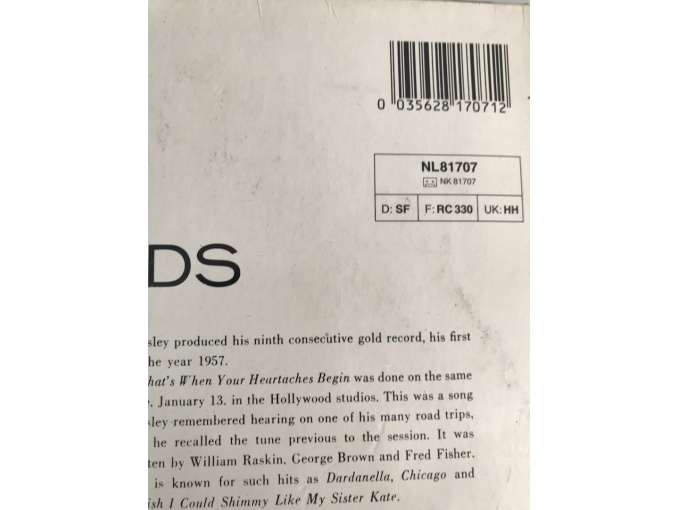 0 035628 170712
NL81707
NK 81707
D: SF F: RC 330 UK: HH
DS
sley produced his ninth consecutive gold record, his first
he year 1957.
hat's When Your Heartaches Begin was done on the same
, January 13, in the Hollywood studios. This was a song
ley remembered hearing on one of his many road trips,
he recalled the tune previous to the session. It was
ten by William Raskin, George Brown and Fred Fisher,
is known for such hits as Dardanella, Chicago and
ish I Could Shimmy Like My Sister Kate.